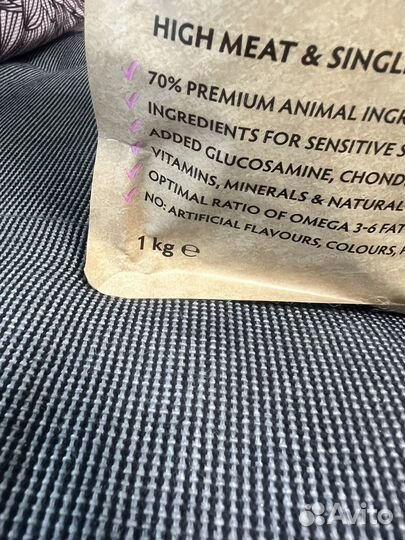 HIGH MEAT & SINGL
70% PREMIUM ANIMAL INGR
INGREDIENTS FOR SENSITIVE S
ADDED GLUCOSAMINE, CHOND
VITAMINS, MINERALS & NATURAL
OPTIMAL RATIO OF OMEGA 3-6 FAT
NO: ARTIFICIAL FLAVOURS, COLOURS, P
1 kg ℮
Avito